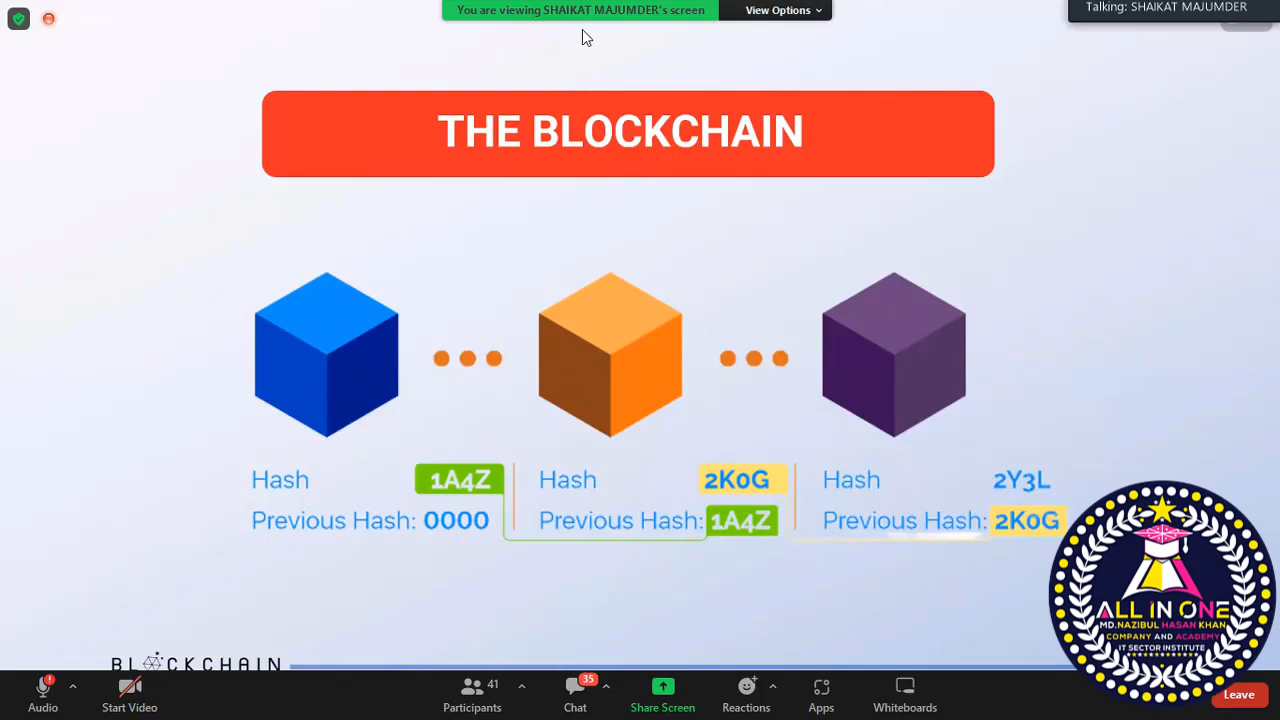 You are viewing SHAIKAT MAJUMDER's screen
View Options
Talking: SHAIKAT MAJUMDER
THE BLOCKCHAIN
Hash 1A4Z
Previous Hash: 0000
Hash 2K0G
Previous Hash: 1A4Z
Hash 2Y3L
Previous Hash: 2K0G
ALL IN ONE
MD.NAZIBUL HASAN KHAN
COMPANY AND ACADEMY
IT SECTOR INSTITUTE
BLOCKCHAIN
Audio
Start Video
41
Participants
35
Chat
Share Screen
Reactions
Apps
Whiteboards
Leave